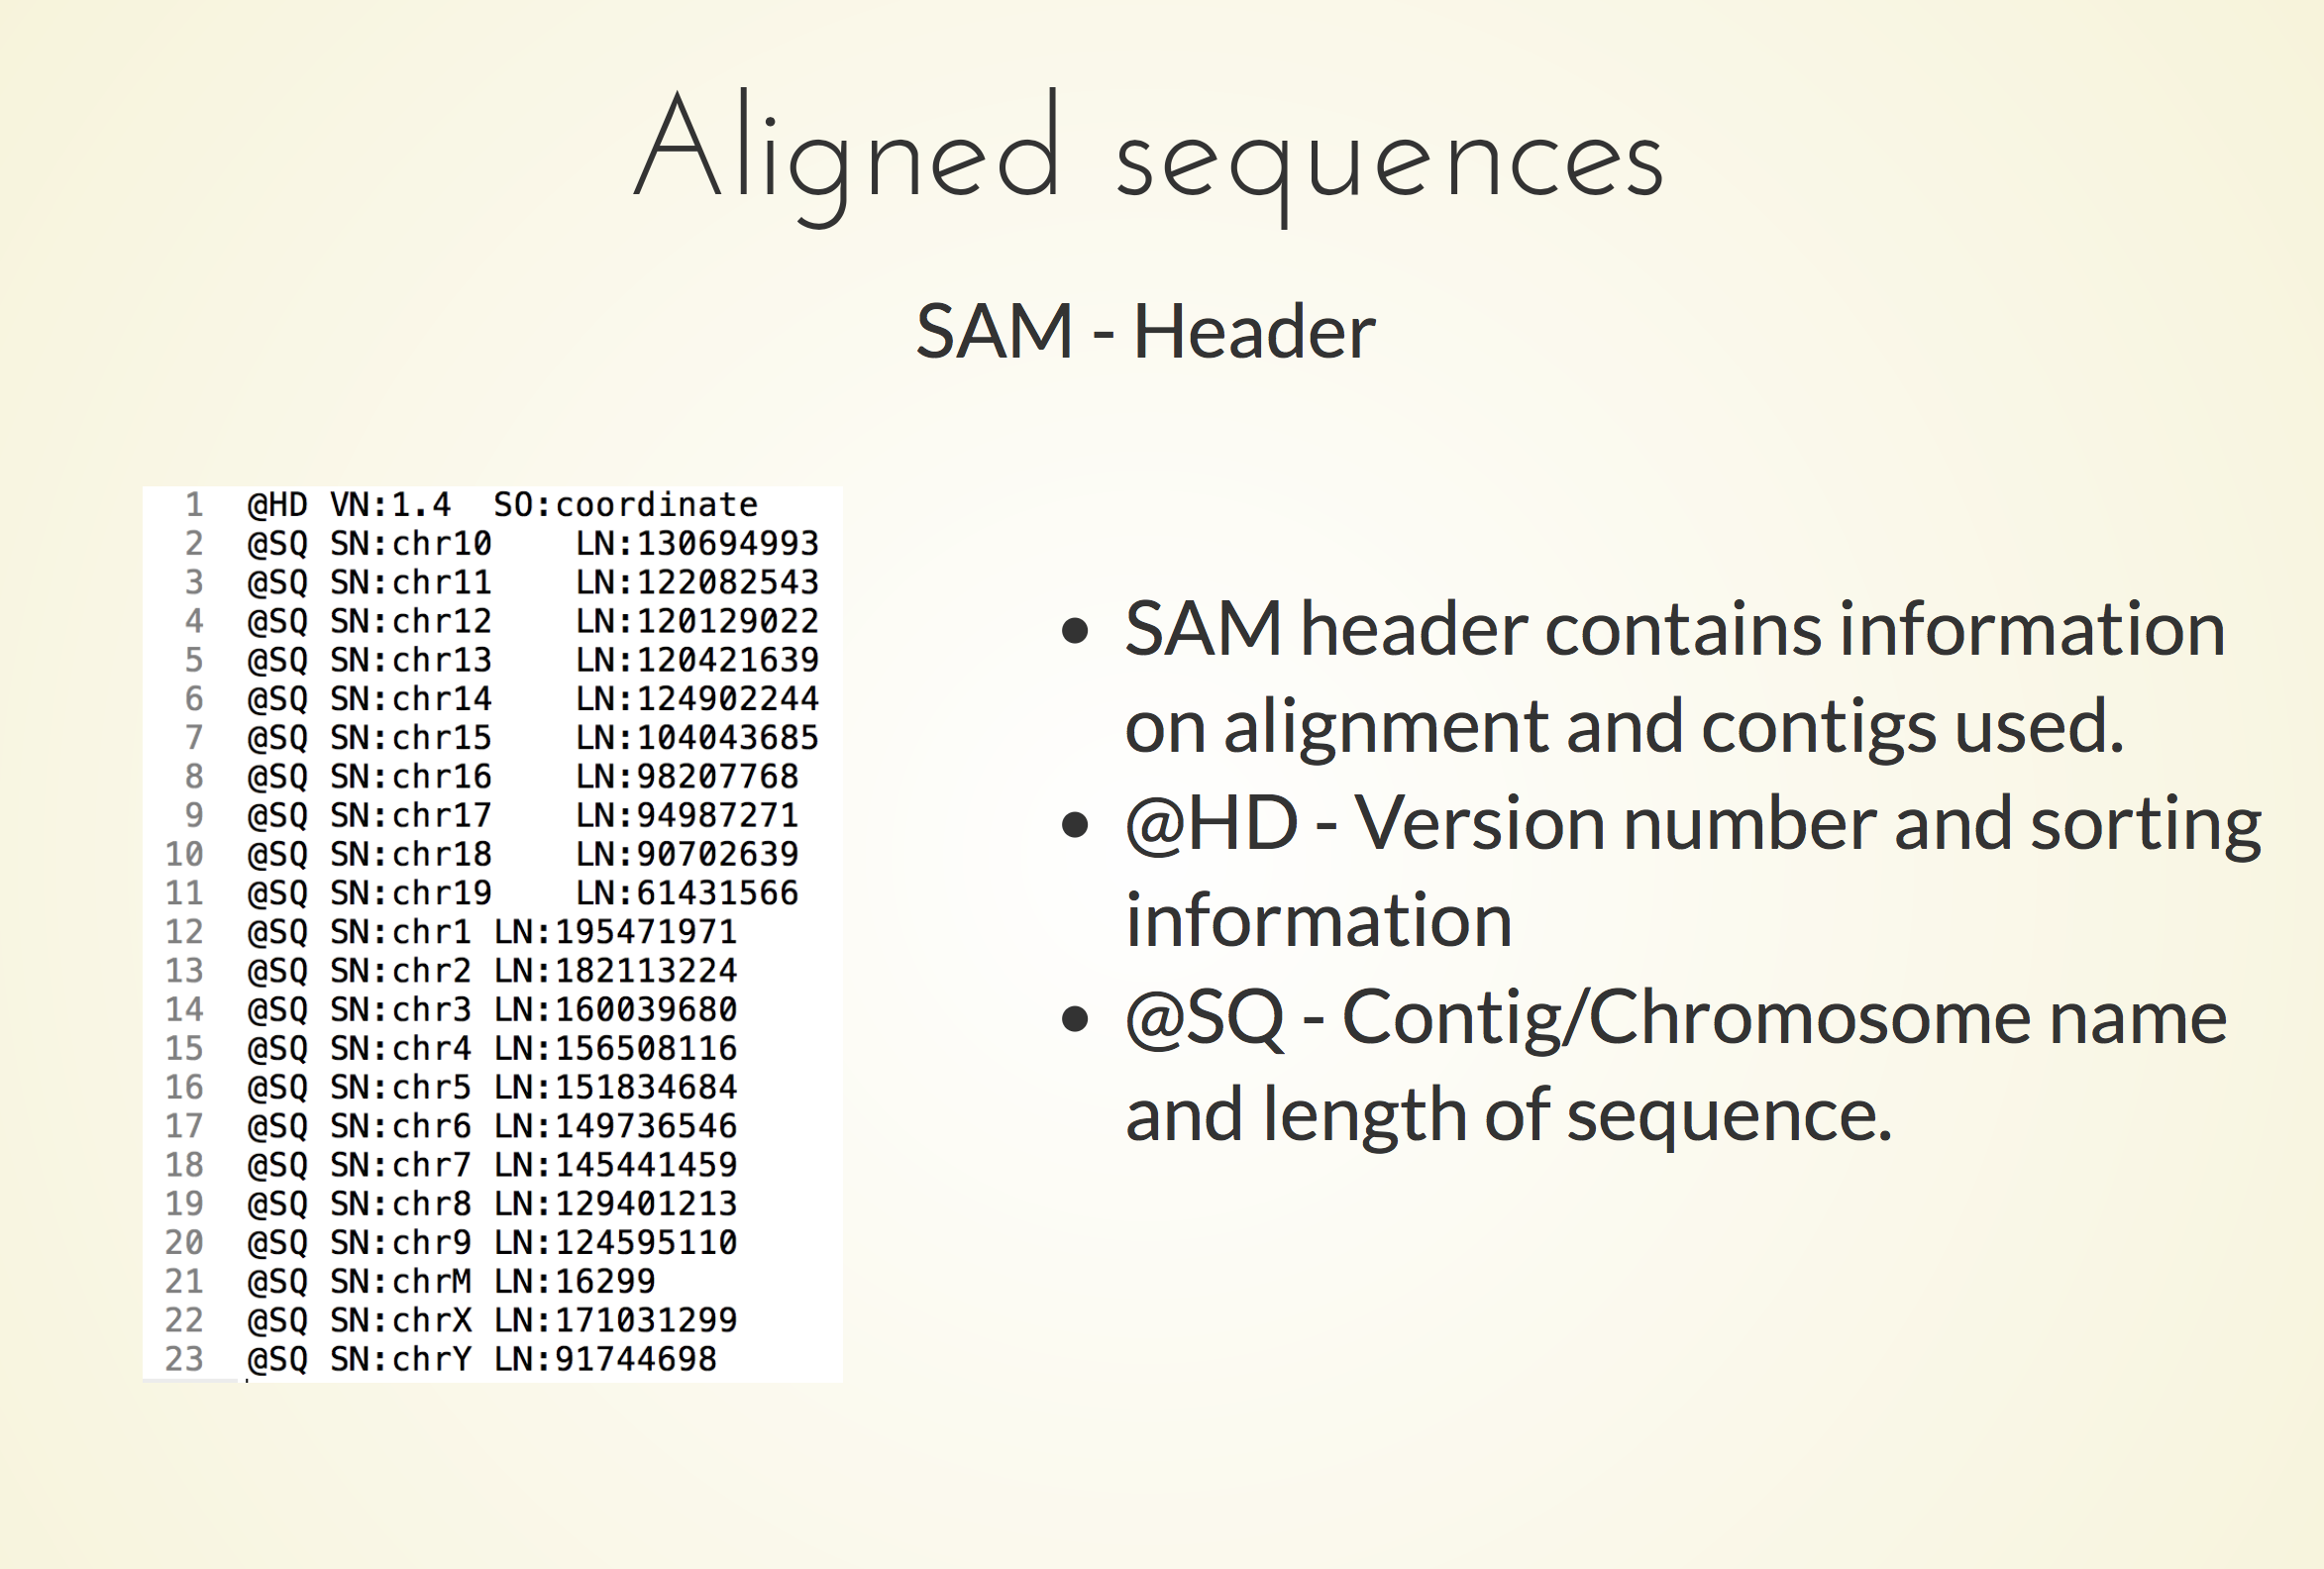 Aligned sequences
SAM - Header
1 @HD VN:1.4 SO:coordinate
2 @SQ SN:chr10 LN:130694993
3 @SQ SN:chr11 LN:122082543
4 @SQ SN:chr12 LN:120129022
5 @SQ SN:chr13 LN:120421639
6 @SQ SN:chr14 LN:124902244
7 @SQ SN:chr15 LN:104043685
8 @SQ SN:chr16 LN:98207768
9 @SQ SN:chr17 LN:94987271
10 @SQ SN:chr18 LN:90702639
11 @SQ SN:chr19 LN:61431566
12 @SQ SN:chr1 LN:195471971
13 @SQ SN:chr2 LN:182113224
14 @SQ SN:chr3 LN:160039680
15 @SQ SN:chr4 LN:156508116
16 @SQ SN:chr5 LN:151834684
17 @SQ SN:chr6 LN:149736546
18 @SQ SN:chr7 LN:145441459
19 @SQ SN:chr8 LN:129401213
20 @SQ SN:chr9 LN:124595110
21 @SQ SN:chrM LN:16299
22 @SQ SN:chrX LN:171031299
23 @SQ SN:chrY LN:91744698
• SAM header contains information
on alignment and contigs used.
• @HD - Version number and sorting
information
• @SQ - Contig/Chromosome name
and length of sequence.